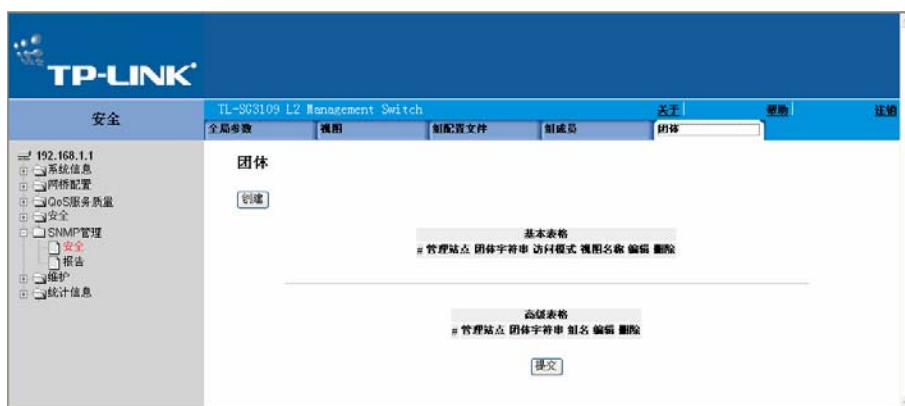 TP-LINK
安全
TL-SG3109 L2 Management Switch
关于
帮助
注销
全局参数
视图
组配置文件
组成员
团体
192.168.1.1
系统信息
网桥配置
QoS服务质量
安全
SNMP管理
安全
报告
维护
统计信息
团体
创建
基本表格
# 管理站点 团体字符串 访问模式 视图名称 编辑 删除
高级表格
# 管理站点 团体字符串 组名 编辑 删除
提交